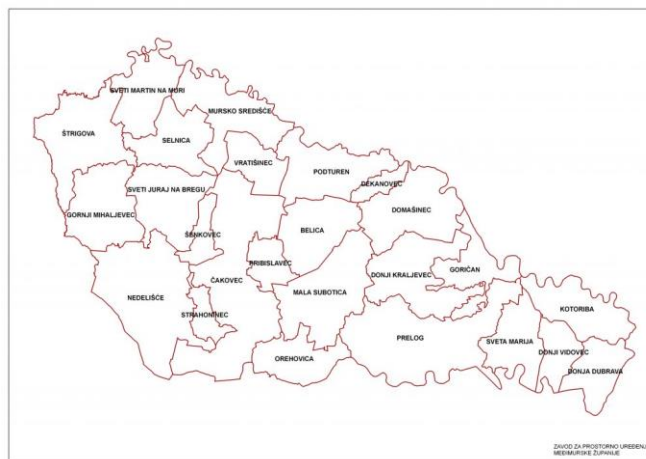 SVETI MARTIN NA MURI
MURSKO SREDIŠĆE
ŠTRIGOVA
SELNICA
VRATIŠINEC
PODTUREN
DEKANOVEC
SVETI JURAJ NA BREGU
GORNJI MIHALJEVEC
DOMAŠINEC
ŠENKOVEC
BELICA
PRIBISLAVEC
GORIČAN
DONJI KRALJEVEC
ČAKOVEC
MALA SUBOTICA
NEDELIŠĆE
KOTORIBA
STRAHONINEC
PRELOG
SVETA MARIJA
DONJI VIDOVEC
OREHOVICA
DONJA DUBRAVA
ZAVOD ZA PROSTORNO UREĐENJE
MEĐIMURSKE ŽUPANIJE